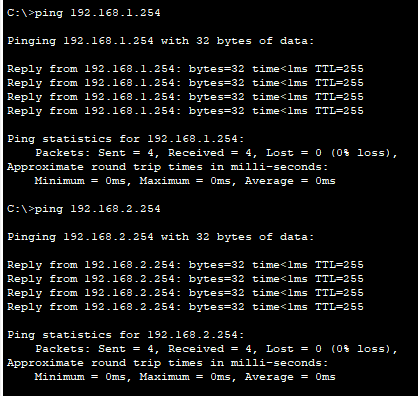 C:\>ping 192.168.1.254
Pinging 192.168.1.254 with 32 bytes of data:
Reply from 192.168.1.254: bytes=32 time<1ms TTL=255
Reply from 192.168.1.254: bytes=32 time<1ms TTL=255
Reply from 192.168.1.254: bytes=32 time<1ms TTL=255
Reply from 192.168.1.254: bytes=32 time<1ms TTL=255
Ping statistics for 192.168.1.254:
    Packets: Sent = 4, Received = 4, Lost = 0 (0% loss),
Approximate round trip times in milli-seconds:
    Minimum = 0ms, Maximum = 0ms, Average = 0ms
C:\>ping 192.168.2.254
Pinging 192.168.2.254 with 32 bytes of data:
Reply from 192.168.2.254: bytes=32 time<1ms TTL=255
Reply from 192.168.2.254: bytes=32 time<1ms TTL=255
Reply from 192.168.2.254: bytes=32 time<1ms TTL=255
Reply from 192.168.2.254: bytes=32 time<1ms TTL=255
Ping statistics for 192.168.2.254:
    Packets: Sent = 4, Received = 4, Lost = 0 (0% loss),
Approximate round trip times in milli-seconds:
    Minimum = 0ms, Maximum = 0ms, Average = 0ms